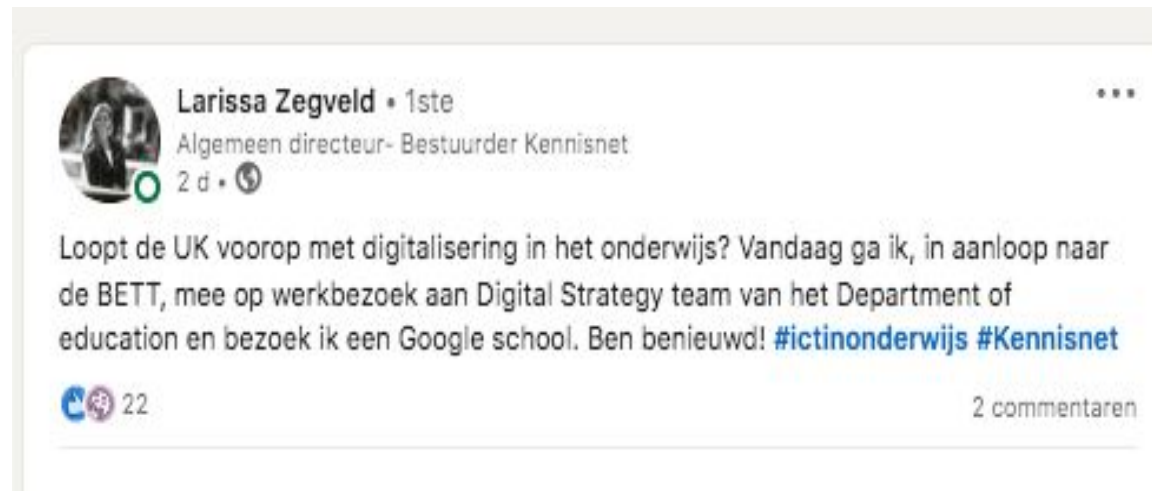 Larissa Zegveld • 1ste
Algemeen directeur- Bestuurder Kennisnet
2 d •
Loopt de UK voorop met digitalisering in het onderwijs? Vandaag ga ik, in aanloop naar
de BETT, mee op werkbezoek aan Digital Strategy team van het Department of
education en bezoek ik een Google school. Ben benieuwd! #ictinonderwijs #Kennisnet
22
2 commentaren